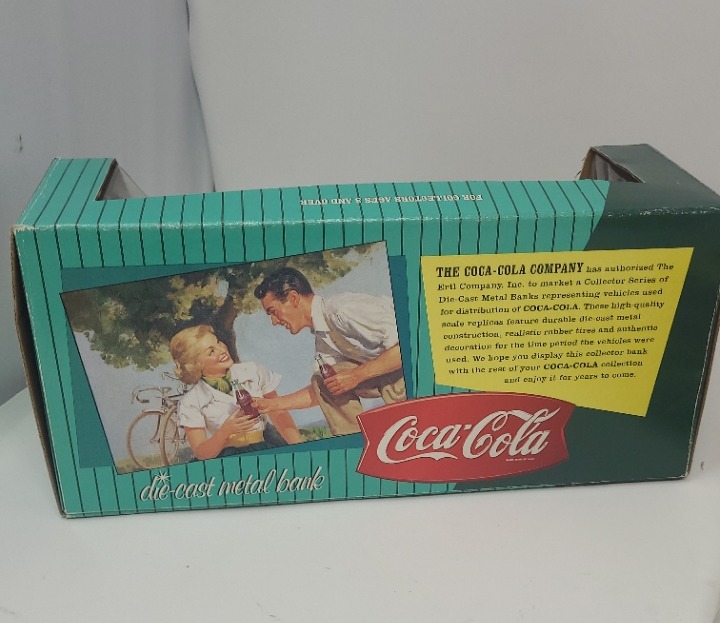 FOR COLLECTORS AGES 8 AND OVER
THE COCA-COLA COMPANY has authorized The
Ertl Company, Inc. to market a Collector Series of
Die-Cast Metal Banks representing vehicles used
for distribution of COCA-COLA. These high-quality
scale replicas feature durable die-cast metal
construction, realistic rubber tires and authentic
decoration for the time period the vehicles were
used. We hope you display this collector bank
with the rest of your COCA-COLA collection
and enjoy it for years to come.
Coca-Cola
die-cast metal bank